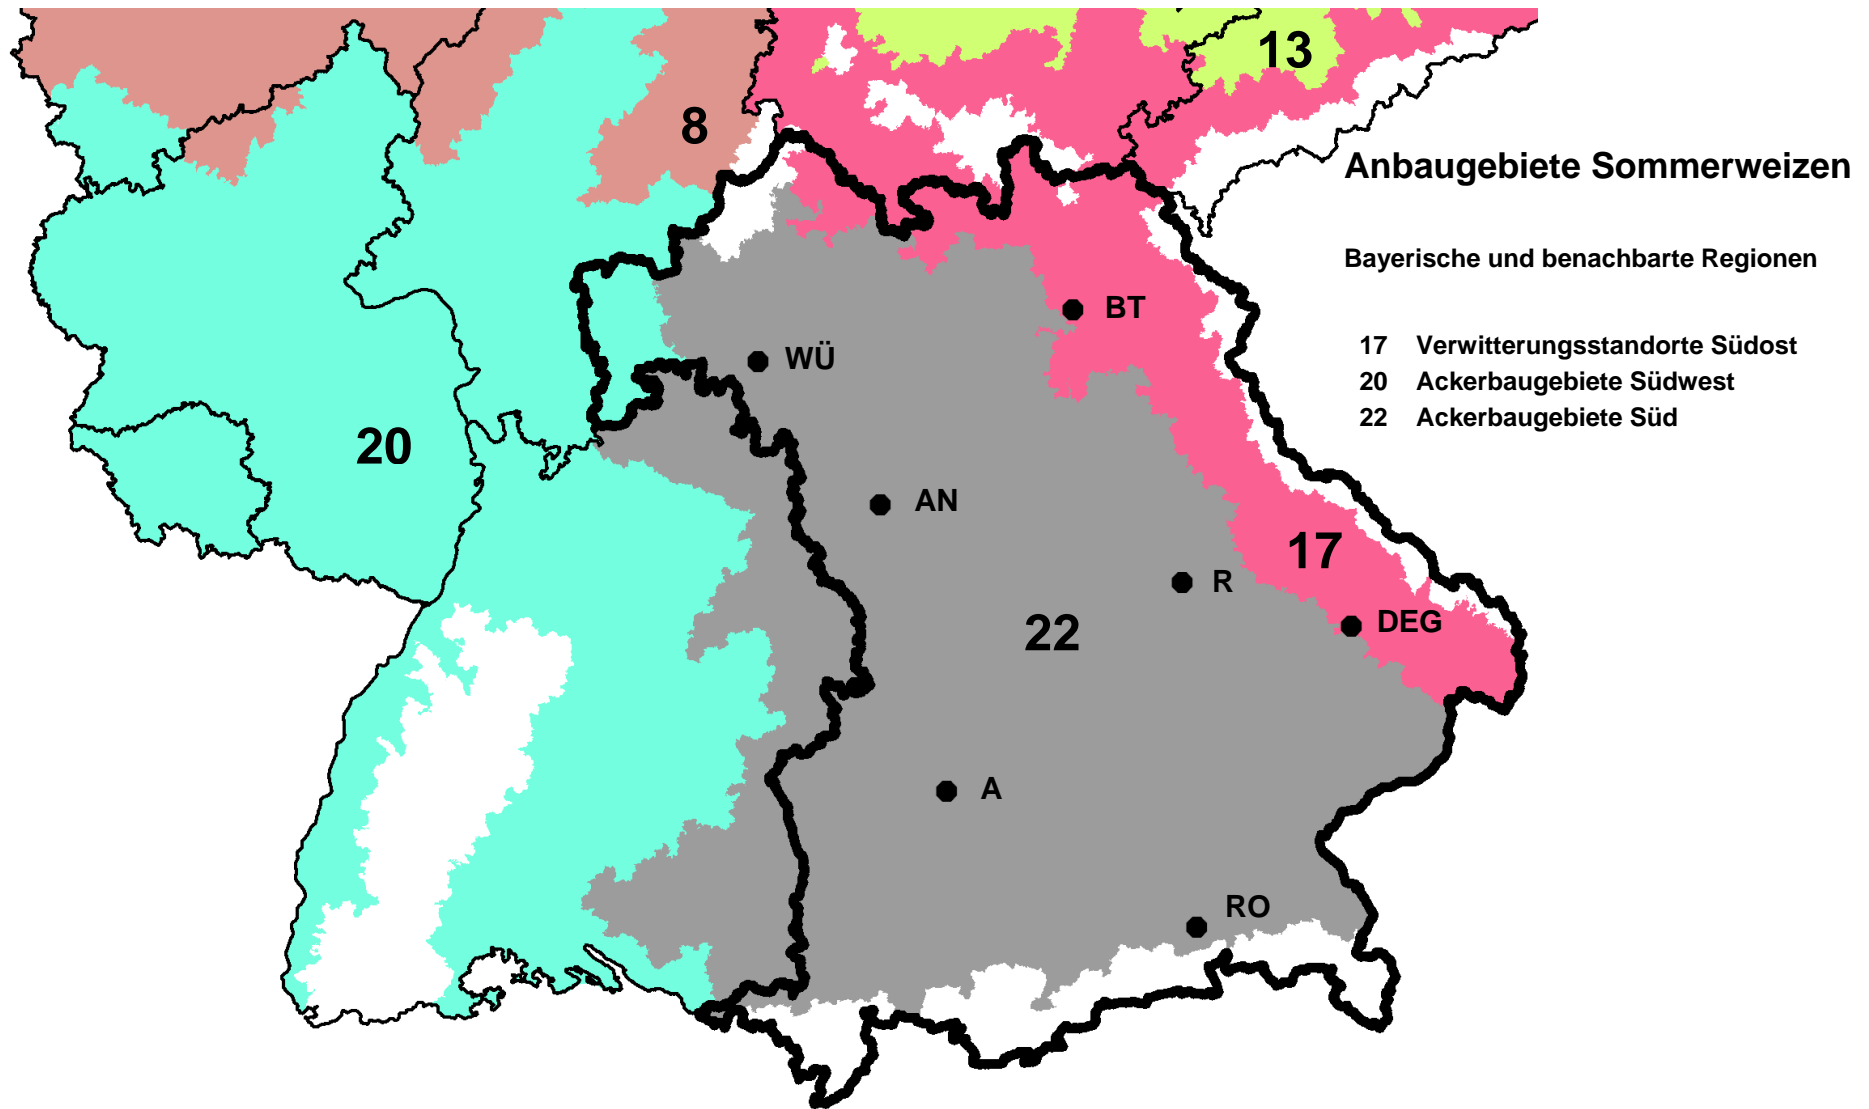 13
8
Anbaugebiete Sommerweizen
Bayerische und benachbarte Regionen
17 Verwitterungsstandorte Südost
20 Ackerbaugebiete Südwest
22 Ackerbaugebiete Süd
BT
WÜ
20
AN
17
R
DEG
22
A
RO